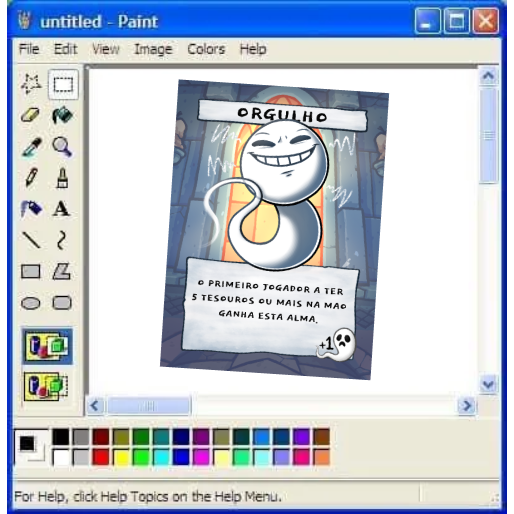 untitled - Paint
File Edit View Image Colors Help
ORGULHO
O PRIMEIRO JOGADOR A TER
5 TESOUROS OU MAIS NA MAO
GANHA ESTA ALMA.
+1
A
For Help, click Help Topics on the Help Menu.